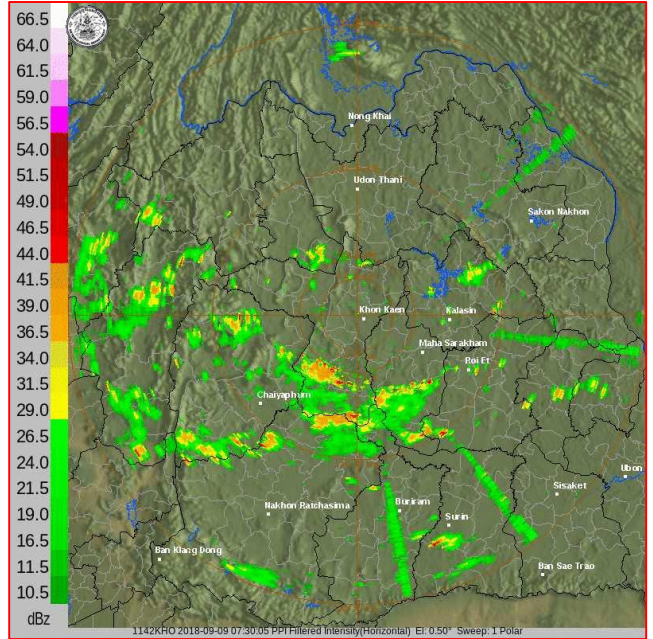 66.5
64.0
61.5
59.0
56.5
54.0
51.5
49.0
46.5
44.0
41.5
39.0
36.5
34.0
31.5
29.0
26.5
24.0
21.5
19.0
16.5
11.5
10.5
dBz
Nong Khai
Udon Thani
Sakon Nakhon
Khon Kaen
Kalasin
Maha Sarakham
Roi Et
Chaiyaphum
Ubon
Sisaket
Nakhon Ratchasima
Buriram
Surin
Ban Klang Dong
Ban Sae Trao
1142KHO 2018-09-09 07:30:05 PPI Filtered Intensity(Horizontal) El: 0.50° Sweep: 1 Polar